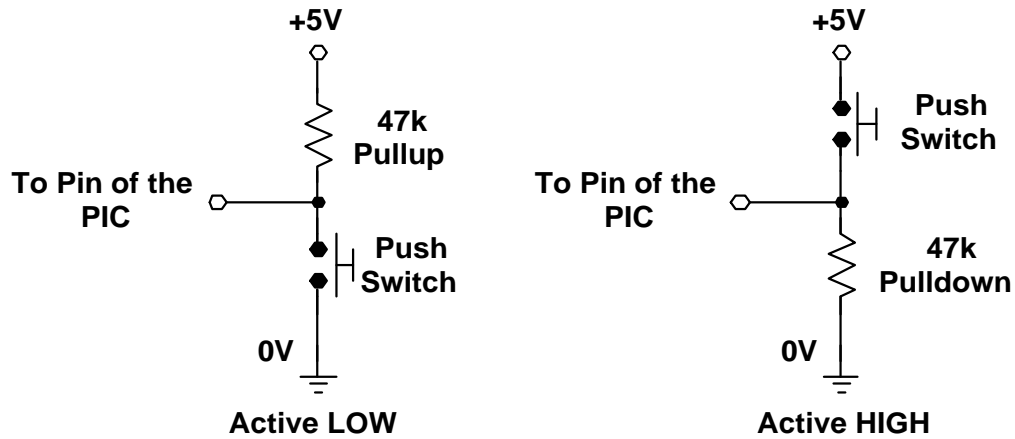 +5V
47k
Pullup
To Pin of the
PIC
Push
Switch
0V
Active LOW
+5V
Push
Switch
To Pin of the
PIC
47k
Pulldown
0V
Active HIGH